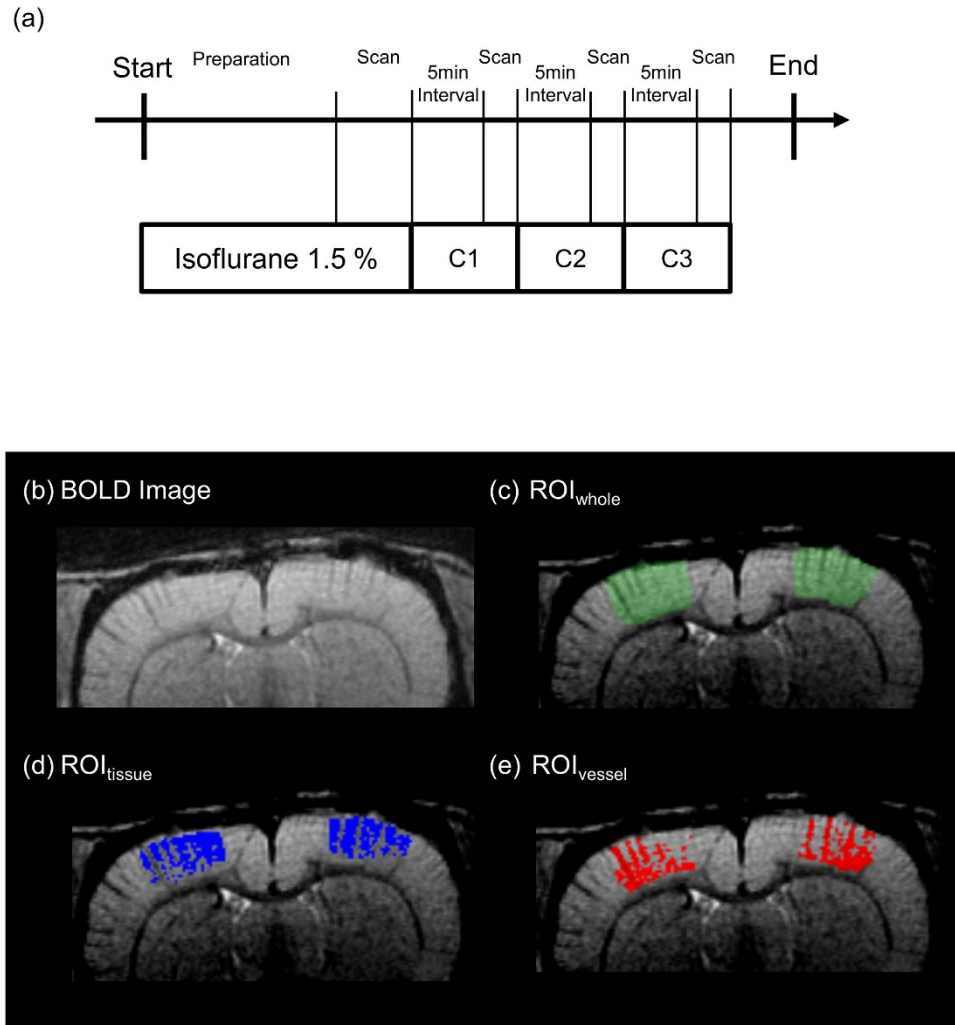 (a)
Start
Preparation
Scan
5min
Interval
Scan
5min
Interval
Scan
5min
Interval
Scan
End
Isoflurane 1.5 %
C1
C2
C3
(b) BOLD Image
(c) ROIwhole
(d) ROItissue
(e) ROIvessel